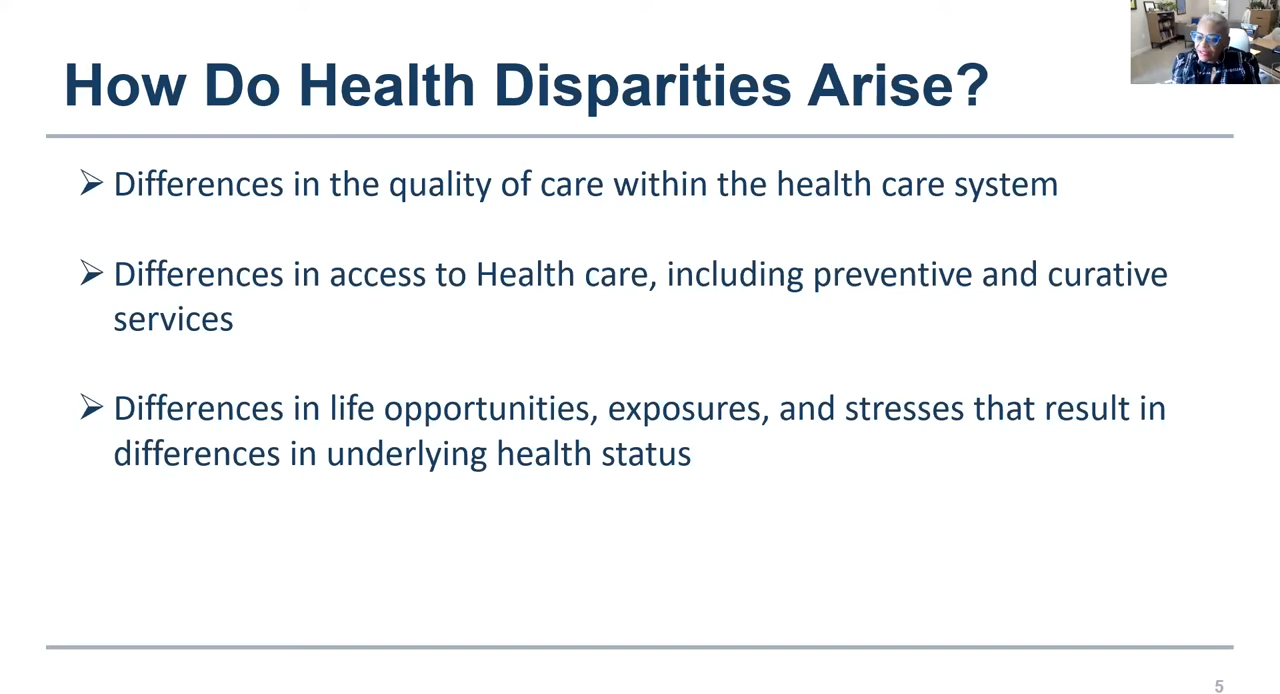 How Do Health Disparities Arise?
➢ Differences in the quality of care within the health care system
➢ Differences in access to Health care, including preventive and curative
services
➢ Differences in life opportunities, exposures, and stresses that result in
differences in underlying health status
5